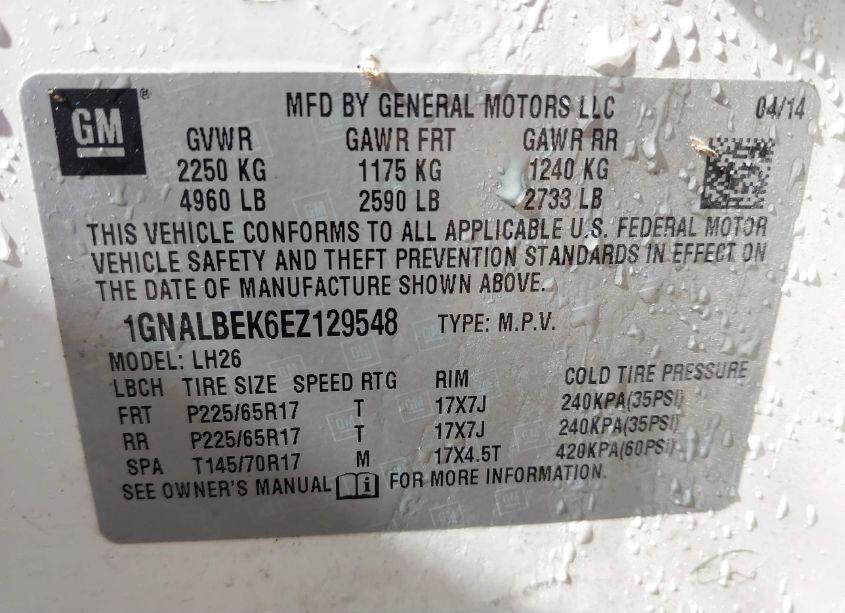 GM® MFD BY GENERAL MOTORS LLC 04/14
GVWR GAWR FRT GAWR RR
2250 KG 1175 KG 1240 KG
4960 LB 2590 LB 2733 LB
THIS VEHICLE CONFORMS TO ALL APPLICABLE U.S. FEDERAL MOTOR
VEHICLE SAFETY AND THEFT PREVENTION STANDARDS IN EFFECT ON
THE DATE OF MANUFACTURE SHOWN ABOVE.
1GNALBEK6EZ129548 TYPE: M.P.V.
MODEL: LH26
LBCH TIRE SIZE SPEED RTG RIM COLD TIRE PRESSURE
FRT P225/65R17 T 17X7J 240KPA(35PSI)
RR P225/65R17 T 17X7J 240KPA(35PSI)
SPA T145/70R17 M 17X4.5T 420KPA(60PSI)
SEE OWNER'S MANUAL FOR MORE INFORMATION.